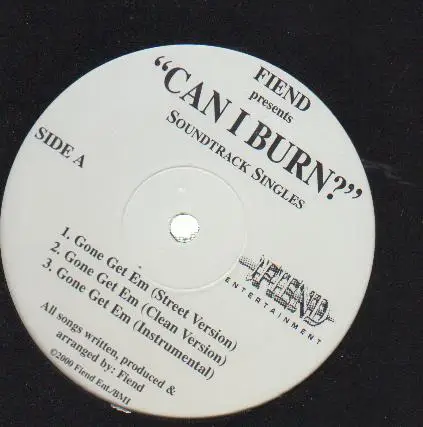 FIEND
presents
"CAN I BURN?"
SOUNDTRACK SINGLES
SIDE A
1. Gone Get Em (Street Version)
2. Gone Get Em (Clean Version)
3. Gone Get Em (Instrumental)
FIEND
ENTERTAINMENT
All songs written, produced &
arranged by: Fiend
©2000 Fiend Ent./BMI